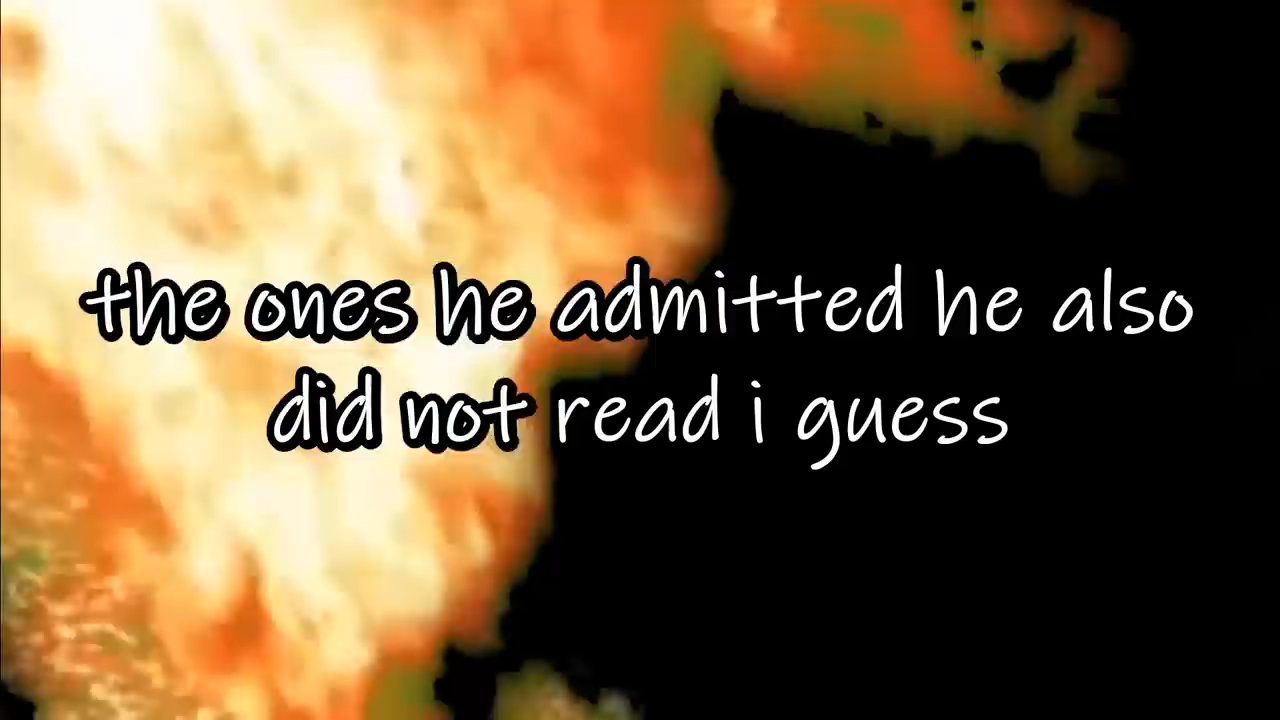 the ones he admitted he also
did not read i guess